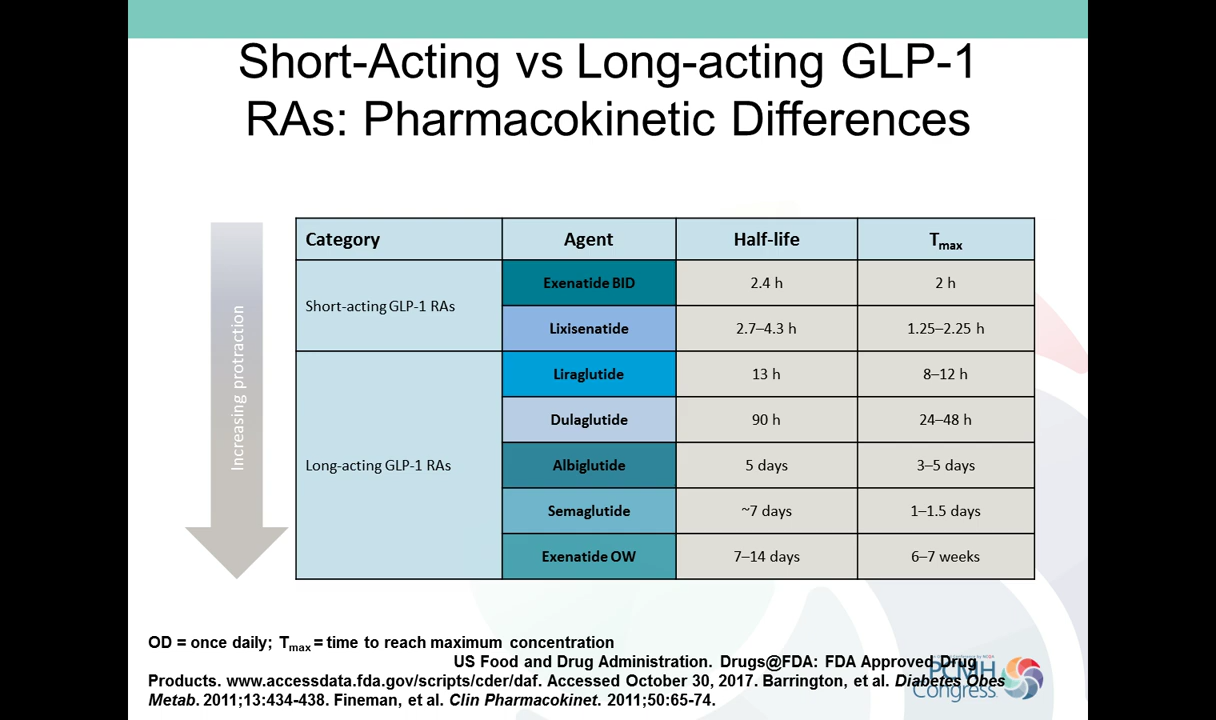 Short-Acting vs Long-acting GLP-1
RAs: Pharmacokinetic Differences
Increasing protraction
Category Agent Half-life Tmax
Short-acting GLP-1 RAs
Exenatide BID 2.4 h 2 h
Lixisenatide 2.7–4.3 h 1.25–2.25 h
Long-acting GLP-1 RAs
Liraglutide 13 h 8–12 h
Dulaglutide 90 h 24–48 h
Albiglutide 5 days 3–5 days
Semaglutide ~7 days 1–1.5 days
Exenatide OW 7–14 days 6–7 weeks
OD = once daily; Tmax = time to reach maximum concentration
US Food and Drug Administration. Drugs@FDA: FDA Approved Drug
Products. www.accessdata.fda.gov/scripts/cder/daf. Accessed October 30, 2017. Barrington, et al. Diabetes Obes
Metab. 2011;13:434-438. Fineman, et al. Clin Pharmacokinet. 2011;50:65-74.
PCMH
Congress